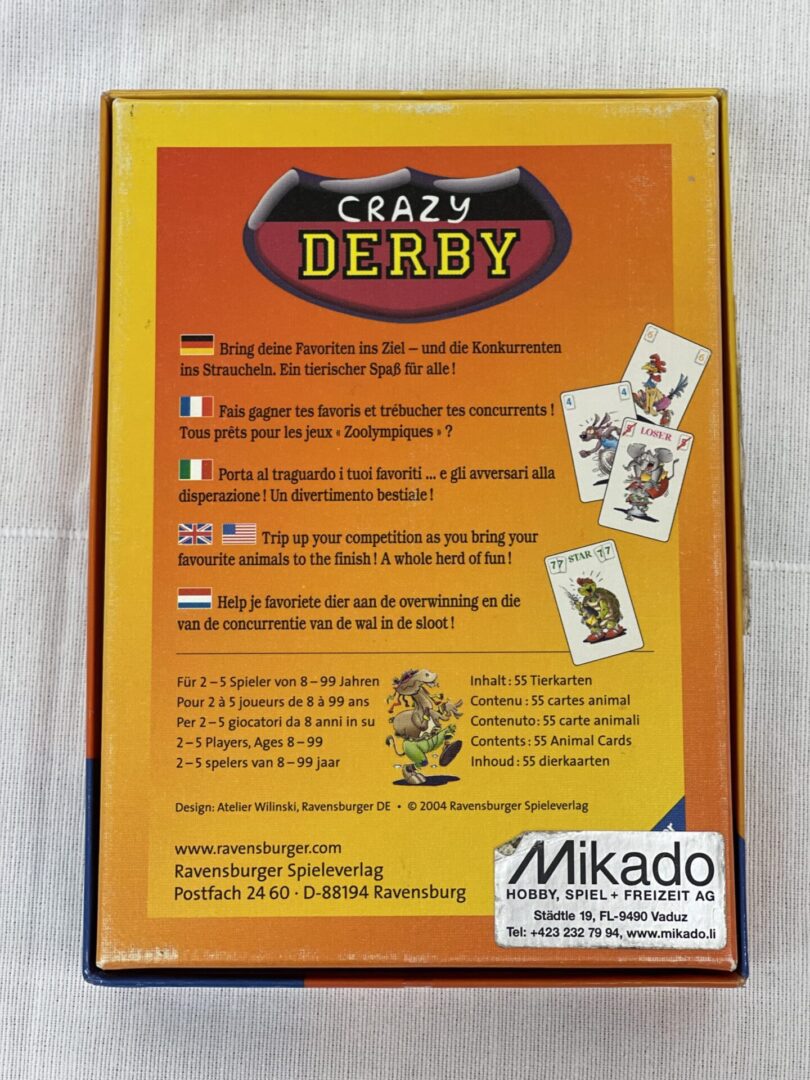 CRAZY
DERBY
Bring deine Favoriten ins Ziel – und die Konkurrenten
ins Straucheln. Ein tierischer Spaß für alle !
Fais gagner tes favoris et trébucher tes concurrents !
Tous prêts pour les jeux « Zoolympiques » ?
Porta al traguardo i tuoi favoriti ... e gli avversari alla
disperazione ! Un divertimento bestiale !
Trip up your competition as you bring your
favourite animals to the finish ! A whole herd of fun !
Help je favoriete dier aan de overwinning en die
van de concurrentie van de wal in de sloot !
6 6
4 4
LOSER
77 STAR 77
Für 2 – 5 Spieler von 8 – 99 Jahren
Pour 2 à 5 joueurs de 8 à 99 ans
Per 2 – 5 giocatori da 8 anni in su
2 – 5 Players, Ages 8 – 99
2 – 5 spelers van 8 – 99 jaar
Inhalt : 55 Tierkarten
Contenu : 55 cartes animal
Contenuto : 55 carte animali
Contents : 55 Animal Cards
Inhoud : 55 dierkaarten
Design: Atelier Wilinski, Ravensburger DE • © 2004 Ravensburger Spieleverlag
www.ravensburger.com
Ravensburger Spieleverlag
Postfach 24 60 · D-88194 Ravensburg
Mikado
HOBBY, SPIEL + FREIZEIT AG
Städtle 19, FL-9490 Vaduz
Tel: +423 232 79 94, www.mikado.li